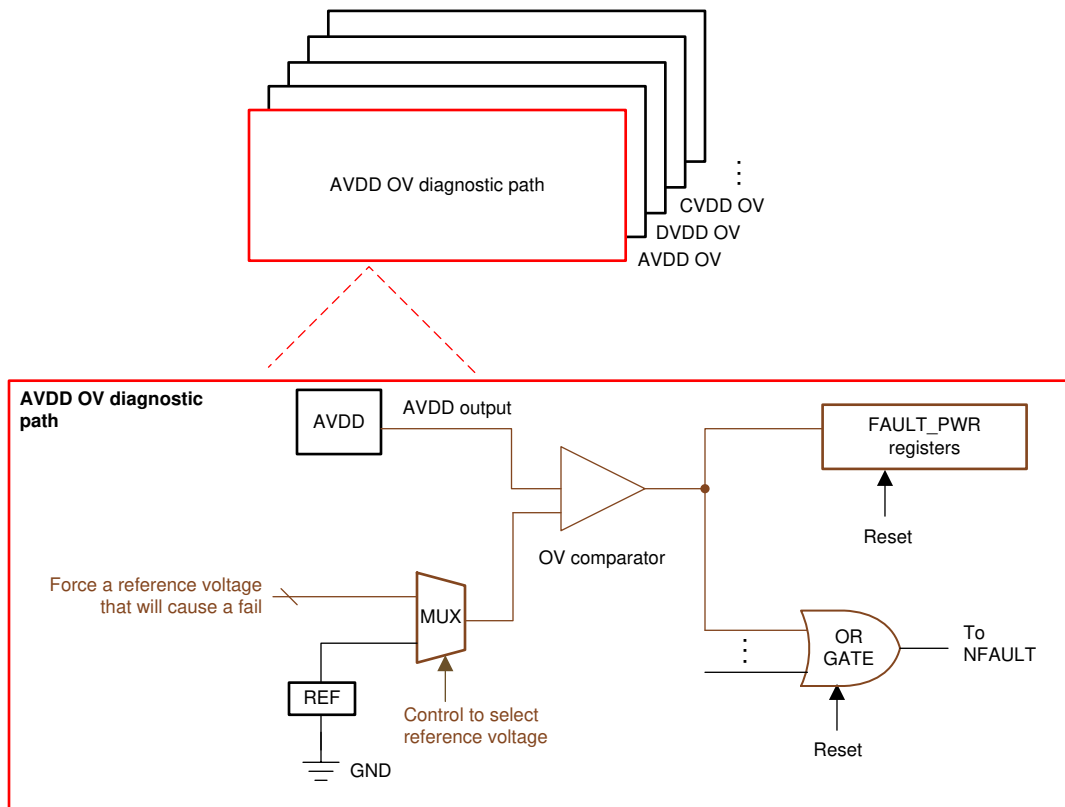 AVDD OV diagnostic path
⋮
CVDD OV
DVDD OV
AVDD OV
AVDD OV diagnostic
path
AVDD
AVDD output
FAULT_PWR
registers
Reset
OV comparator
Force a reference voltage
that will cause a fail
MUX
REF
GND
Control to select
reference voltage
⋮
OR
GATE
To
NFAULT
Reset